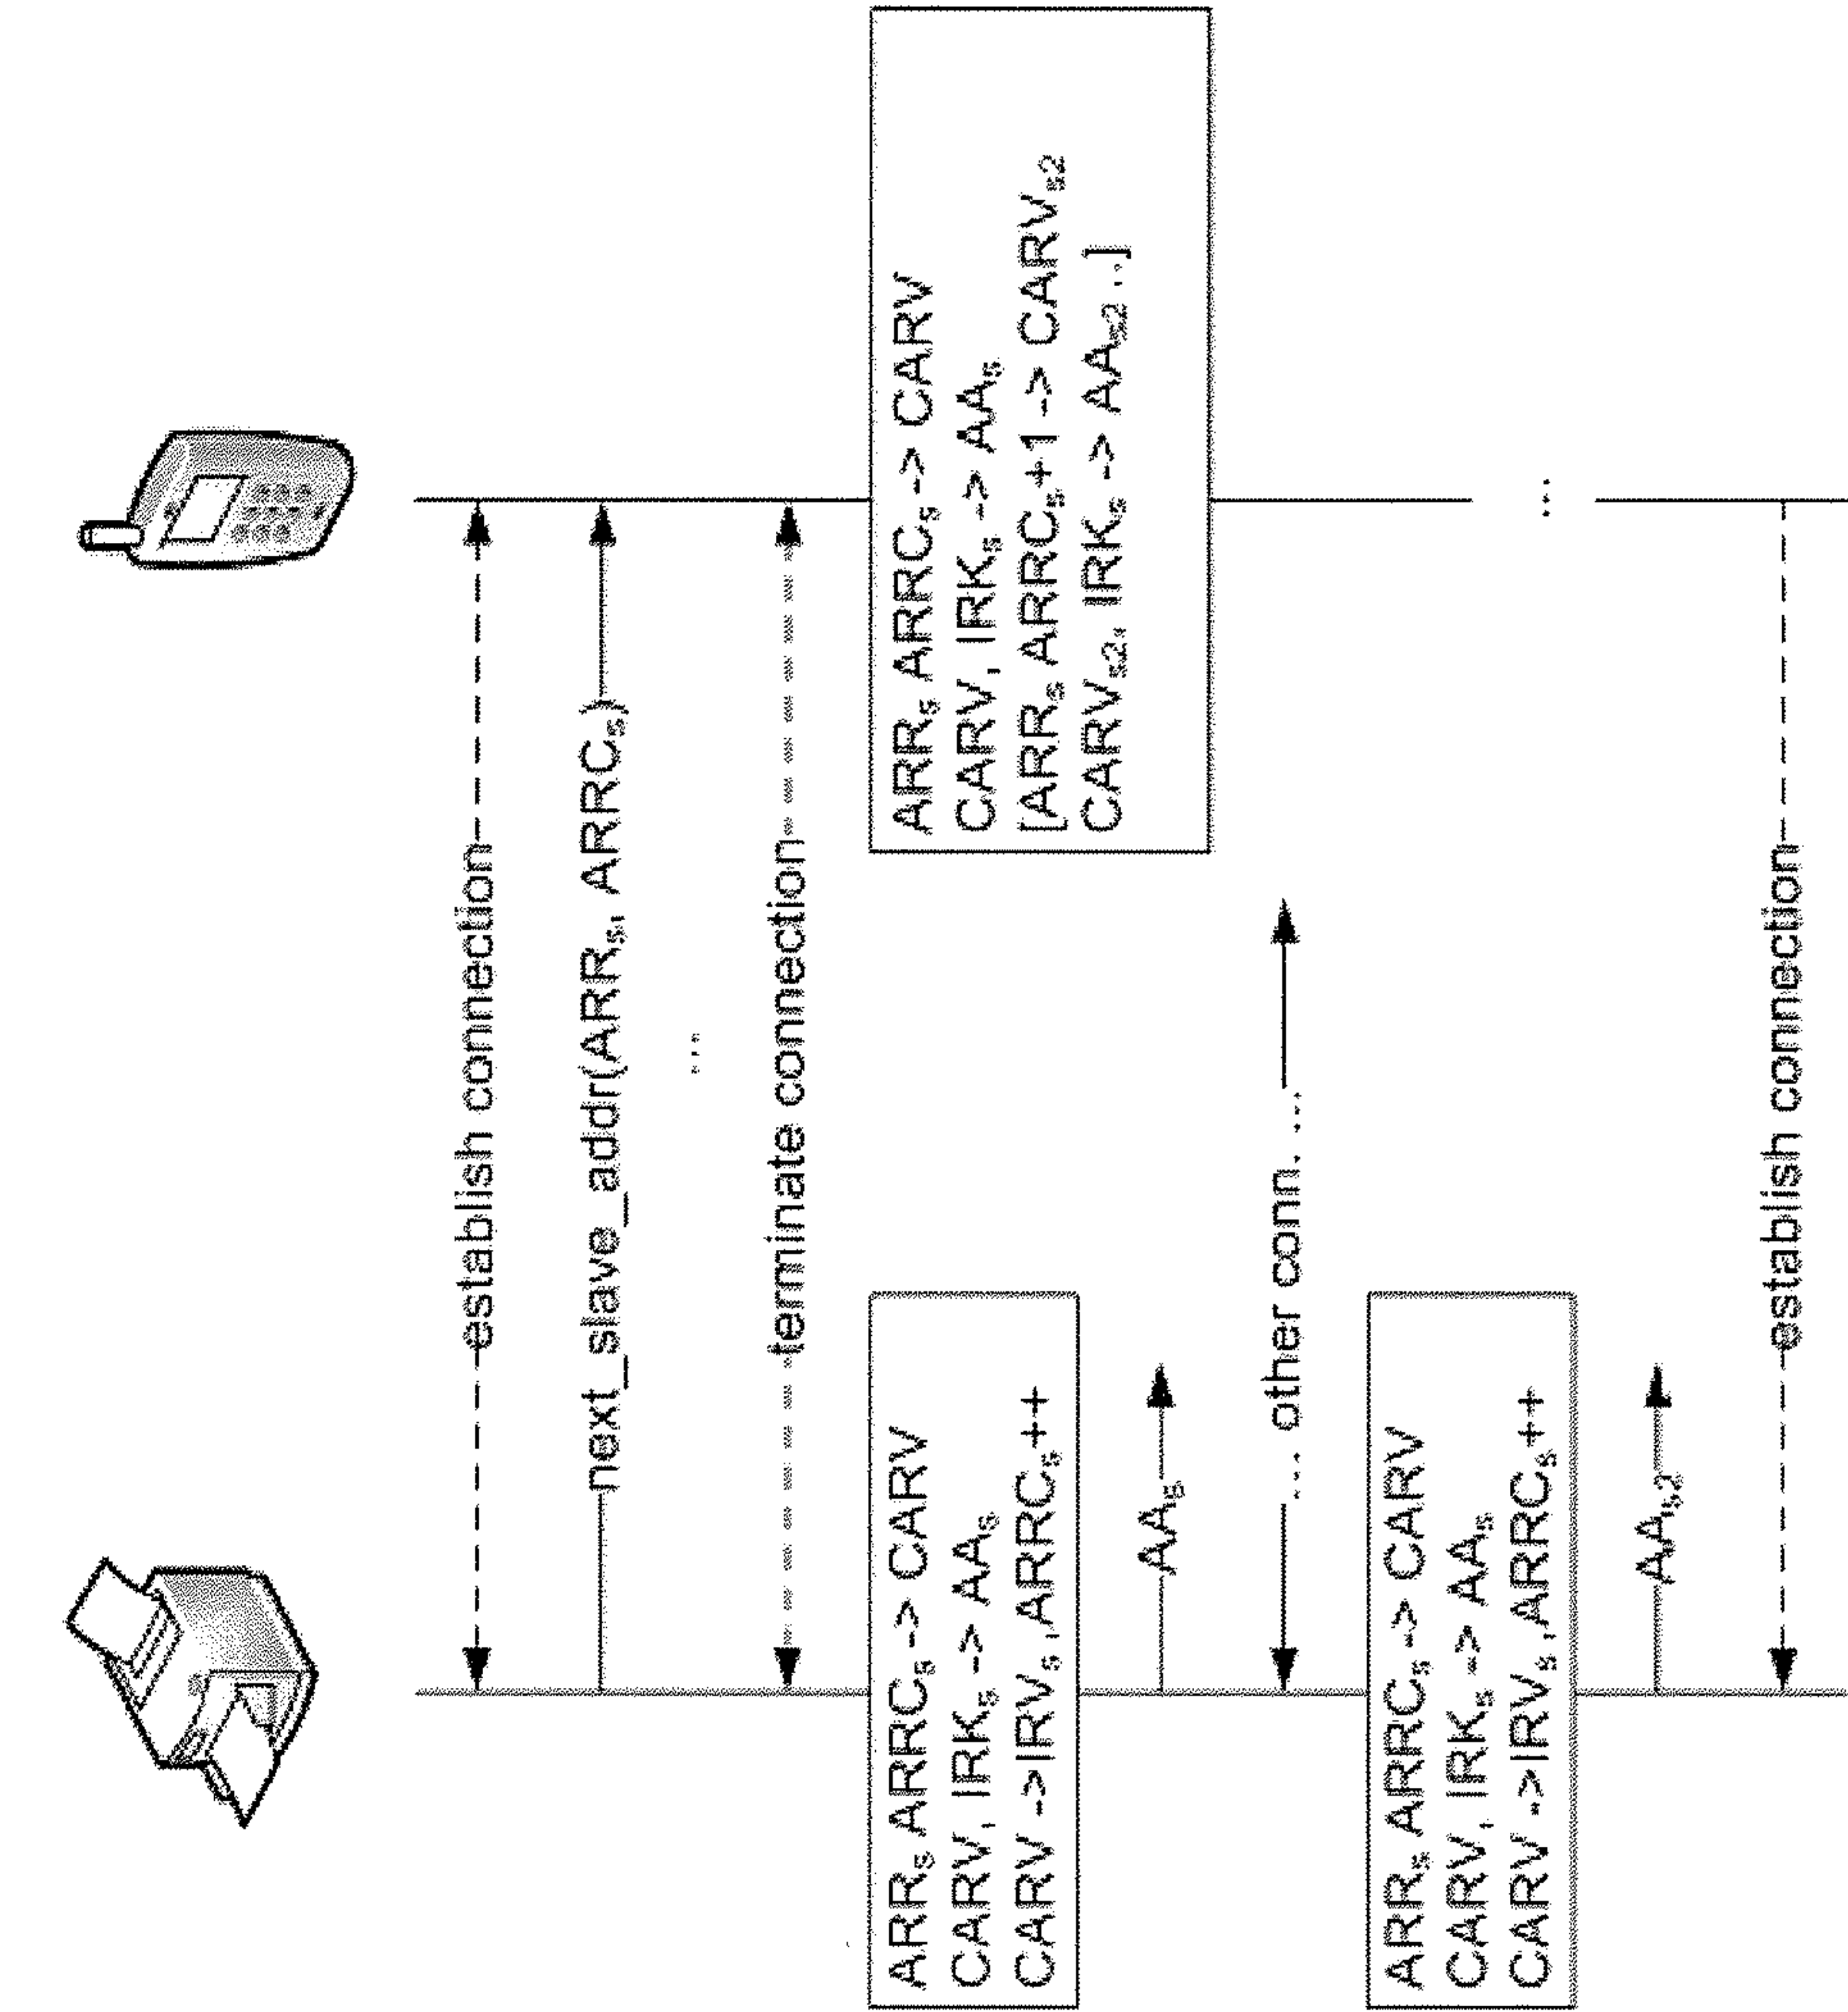 establish connection
next_slave_addr(ARRs, ARRCs)
...
terminate connection
ARRs, ARRCs -> CARV
CARV, IRKs -> AAs
CARV ->IRVs ,ARRCs++
ARRs, ARRCs -> CARV
CARV, IRKs -> AAs
[ARRs, ARRCs+1 -> CARVs2
CARVs2, IRKs -> AAs2 ..]
AAs
... other conn. ...
ARRs, ARRCs -> CARV
CARV, IRKs -> AAs
CARV ->IRVs ,ARRCs++
...
AAs2
establish connection